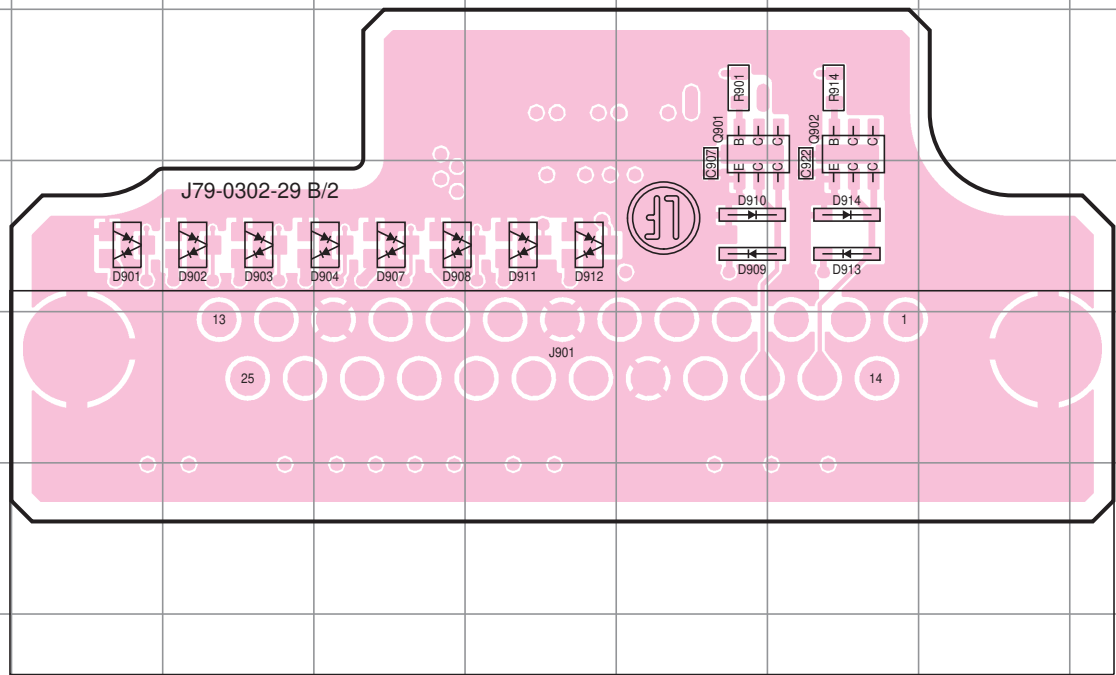 R901 R914
Q901 B C C Q902 B C C
C907 E C C C922 E C C
J79-0302-29 B/2
D910 D914
LF
D901 D902 D903 D904 D907 D908 D911 D912 D909 D913
13 1
J901
25 14